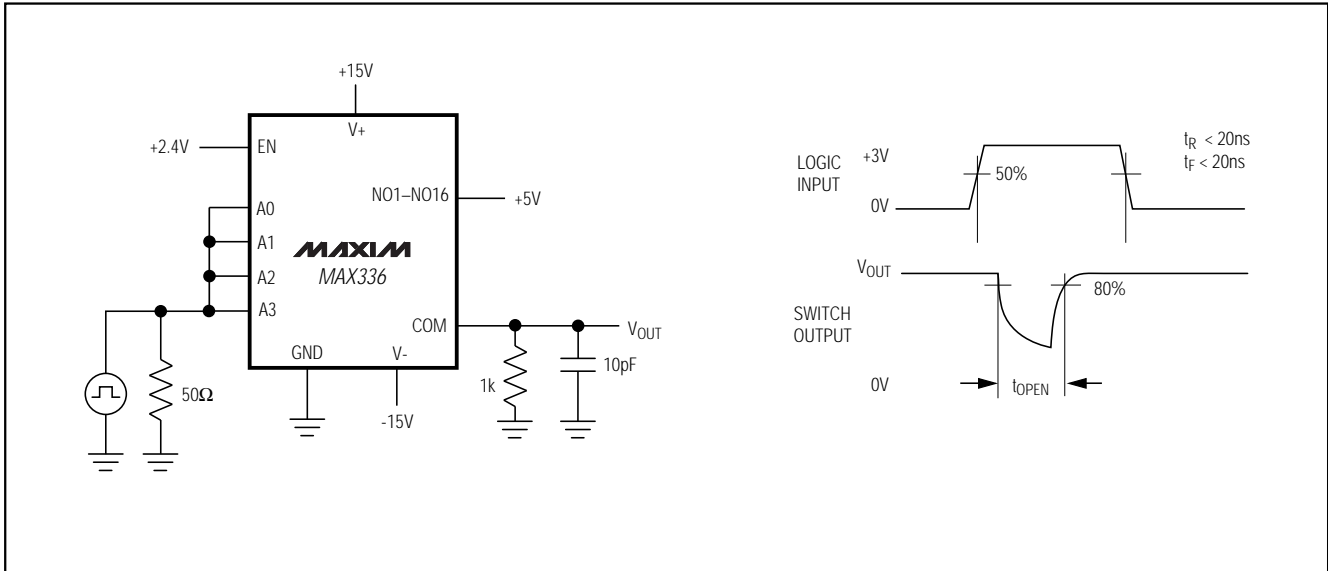 +15V
V+
+2.4V
EN
NO1–NO16
+5V
A0
A1
A2
A3
MAXIM
MAX336
COM
VOUT
GND
V-
50Ω
-15V
1k
10pF
LOGIC
INPUT
+3V
50%
0V
tR < 20ns
tF < 20ns
VOUT
80%
SWITCH
OUTPUT
0V
tOPEN